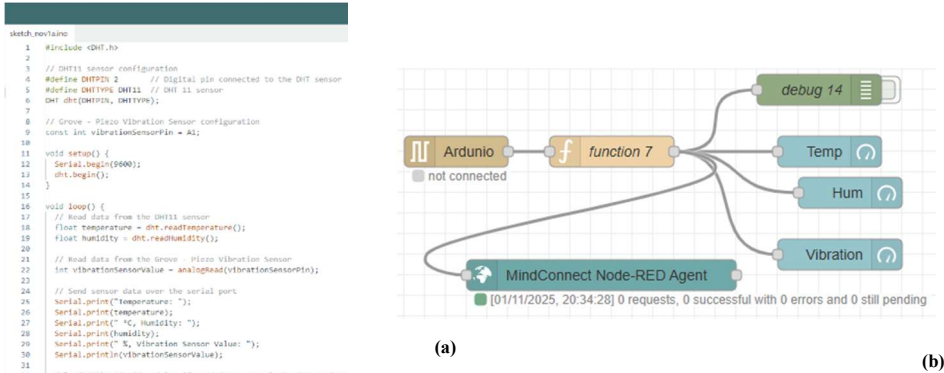 sketch_nov1a.ino
1 #include <DHT.h>
2
3 // DHT11 sensor configuration
4 #define DHTPIN 2 // Digital pin connected to the DHT sensor
5 #define DHTTYPE DHT11 // DHT 11 sensor
6 DHT dht(DHTPIN, DHTTYPE);
7
8 // Grove - Piezo Vibration Sensor configuration
9 const int vibrationSensorPin = A1;
10
11 void setup() {
12 Serial.begin(9600);
13 dht.begin();
14 }
15
16 void loop() {
17 // Read data from the DHT11 sensor
18 float temperature = dht.readTemperature();
19 float humidity = dht.readHumidity();
20
21 // Read data from the Grove - Piezo Vibration Sensor
22 int vibrationSensorValue = analogRead(vibrationSensorPin);
23
24 // Send sensor data over the serial port
25 Serial.print("Temperature: ");
26 Serial.print(temperature);
27 Serial.print(" °C, Humidity: ");
28 Serial.print(humidity);
29 Serial.print(" %, Vibration Sensor Value: ");
30 Serial.println(vibrationSensorValue);
31
(a)
debug 14
Ardunio
function 7
Temp
not connected
Hum
Vibration
MindConnect Node-RED Agent
[01/11/2025, 20:34:28] 0 requests, 0 successful with 0 errors and 0 still pending
(b)